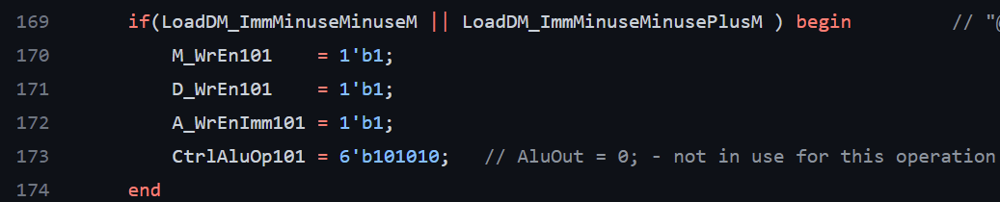 169 if(LoadDM_ImmMinuseMinuseM || LoadDM_ImmMinuseMinusePlusM ) begin // "@
170 M_WrEn101 = 1'b1;
171 D_WrEn101 = 1'b1;
172 A_WrEnImm101 = 1'b1;
173 CtrlAluOp101 = 6'b101010; // AluOut = 0; - not in use for this operation
174 end